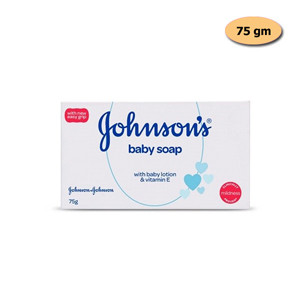 75 gm
with new
easy grip
Johnson's
baby soap
with baby lotion
& vitamin E
Johnson & Johnson
75g
mildness